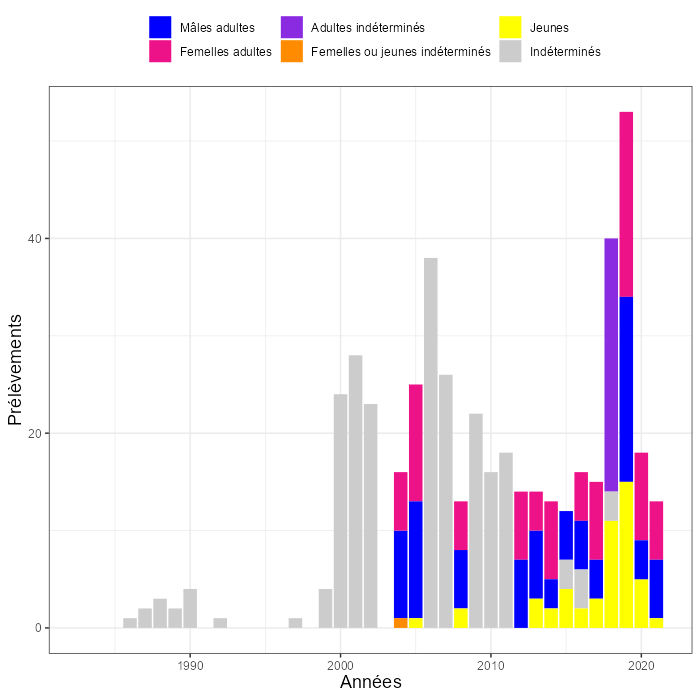 Mâles adultes Adultes indéterminés Jeunes
Femelles adultes Femelles ou jeunes indéterminés Indéterminés
Prélèvements
40
20
0
1990 2000 2010 2020
Années